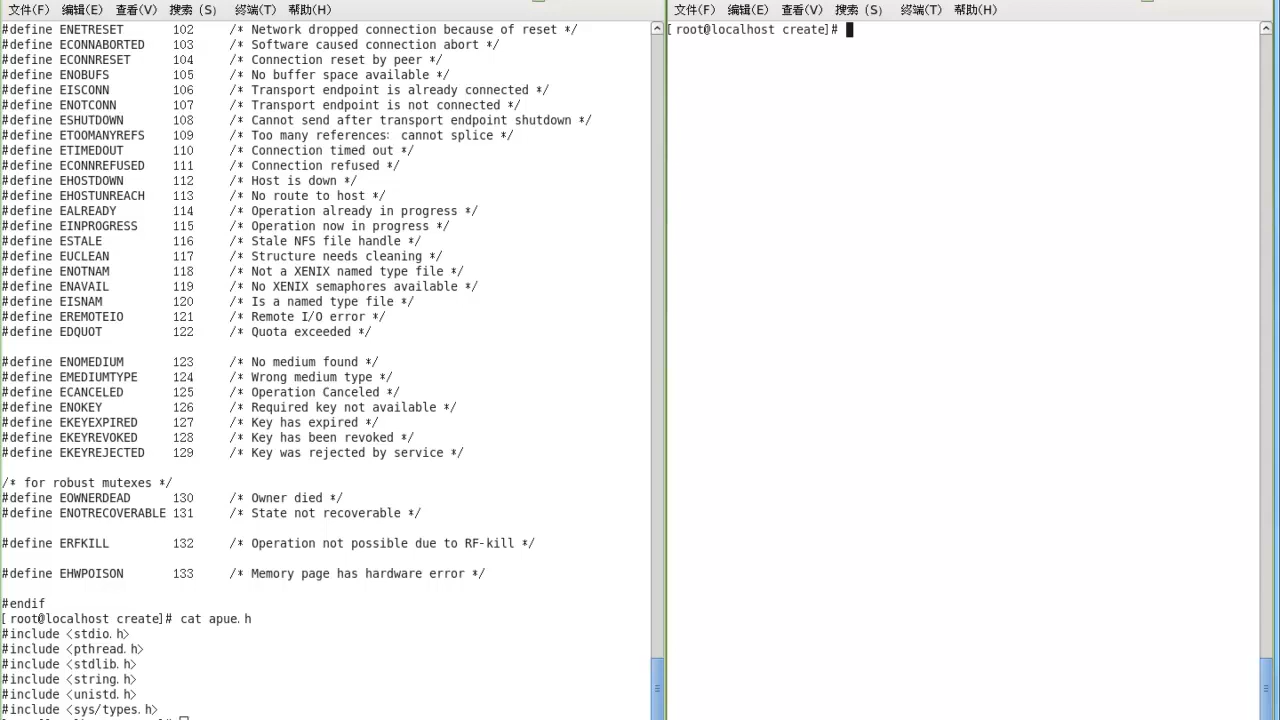 文件(F) 编辑(E) 查看(V) 搜索 (S) 终端(T) 帮助(H)
#define ENETRESET 102 /* Network dropped connection because of reset */
#define ECONNABORTED 103 /* Software caused connection abort */
#define ECONNRESET 104 /* Connection reset by peer */
#define ENOBUFS 105 /* No buffer space available */
#define EISCONN 106 /* Transport endpoint is already connected */
#define ENOTCONN 107 /* Transport endpoint is not connected */
#define ESHUTDOWN 108 /* Cannot send after transport endpoint shutdown */
#define ETOOMANYREFS 109 /* Too many references: cannot splice */
#define ETIMEDOUT 110 /* Connection timed out */
#define ECONNREFUSED 111 /* Connection refused */
#define EHOSTDOWN 112 /* Host is down */
#define EHOSTUNREACH 113 /* No route to host */
#define EALREADY 114 /* Operation already in progress */
#define EINPROGRESS 115 /* Operation now in progress */
#define ESTALE 116 /* Stale NFS file handle */
#define EUCLEAN 117 /* Structure needs cleaning */
#define ENOTNAM 118 /* Not a XENIX named type file */
#define ENAVAIL 119 /* No XENIX semaphores available */
#define EISNAM 120 /* Is a named type file */
#define EREMOTEIO 121 /* Remote I/O error */
#define EDQUOT 122 /* Quota exceeded */
#define ENOMEDIUM 123 /* No medium found */
#define EMEDIUMTYPE 124 /* Wrong medium type */
#define ECANCELED 125 /* Operation Canceled */
#define ENOKEY 126 /* Required key not available */
#define EKEYEXPIRED 127 /* Key has expired */
#define EKEYREVOKED 128 /* Key has been revoked */
#define EKEYREJECTED 129 /* Key was rejected by service */
/* for robust mutexes */
#define EOWNERDEAD 130 /* Owner died */
#define ENOTRECOVERABLE 131 /* State not recoverable */
#define ERFKILL 132 /* Operation not possible due to RF-kill */
#define EHWPOISON 133 /* Memory page has hardware error */
#endif
[root@localhost create]# cat apue.h
#include <stdio.h>
#include <pthread.h>
#include <stdlib.h>
#include <string.h>
#include <unistd.h>
#include <sys/types.h>
文件(F) 编辑(E) 查看(V) 搜索 (S) 终端(T) 帮助(H)
[root@localhost create]#